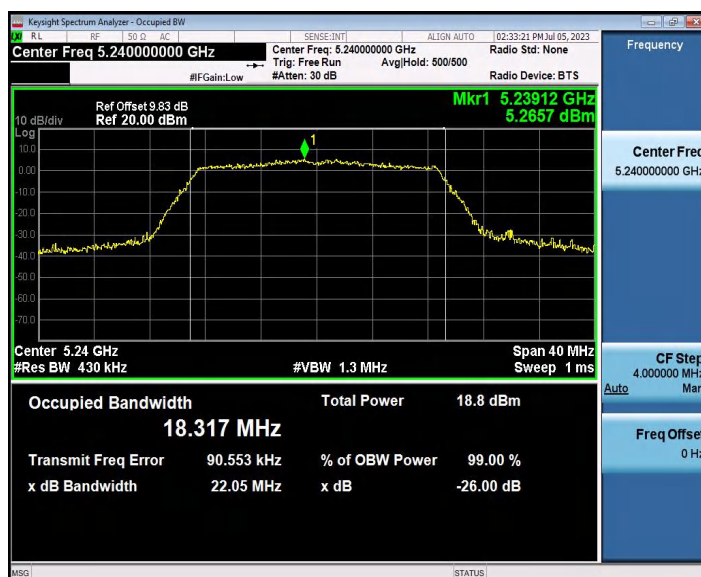 Keysight Spectrum Analyzer - Occupied BW
LXI RL RF 50 Ω AC SENSE:INT ALIGN AUTO 02:33:21 PM Jul 05, 2023
Center Freq 5.240000000 GHz
Center Freq: 5.240000000 GHz Radio Std: None
Trig: Free Run Avg|Hold: 500/500
#IFGain:Low #Atten: 30 dB Radio Device: BTS
Frequency
Ref Offset 9.83 dB Mkr1 5.23912 GHz
10 dB/div Ref 20.00 dBm 5.2657 dBm
Log
1
10.0
0.00
-10.0
-20.0
-30.0
-40.0
-50.0
-60.0
-70.0
Center 5.24 GHz Span 40 MHz
#Res BW 430 kHz #VBW 1.3 MHz Sweep 1 ms
Occupied Bandwidth Total Power 18.8 dBm
18.317 MHz
Transmit Freq Error 90.553 kHz % of OBW Power 99.00 %
x dB Bandwidth 22.05 MHz x dB -26.00 dB
Center Freq
5.240000000 GHz
CF Step
4.000000 MHz
Auto Man
Freq Offset
0 Hz
MSG STATUS